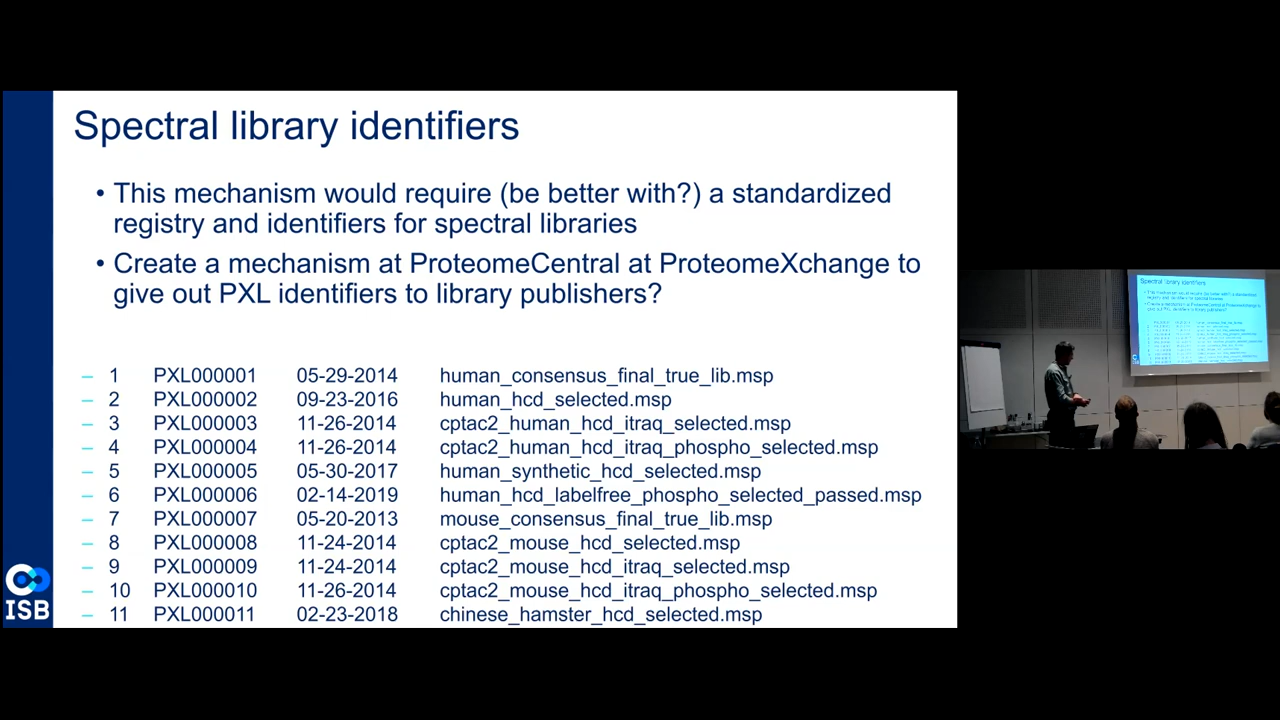 Spectral library identifiers
• This mechanism would require (be better with?) a standardized
registry and identifiers for spectral libraries
• Create a mechanism at ProteomeCentral at ProteomeXchange to
give out PXL identifiers to library publishers?
– 1 PXL000001 05-29-2014 human_consensus_final_true_lib.msp
– 2 PXL000002 09-23-2016 human_hcd_selected.msp
– 3 PXL000003 11-26-2014 cptac2_human_hcd_itraq_selected.msp
– 4 PXL000004 11-26-2014 cptac2_human_hcd_itraq_phospho_selected.msp
– 5 PXL000005 05-30-2017 human_synthetic_hcd_selected.msp
– 6 PXL000006 02-14-2019 human_hcd_labelfree_phospho_selected_passed.msp
– 7 PXL000007 05-20-2013 mouse_consensus_final_true_lib.msp
– 8 PXL000008 11-24-2014 cptac2_mouse_hcd_selected.msp
– 9 PXL000009 11-24-2014 cptac2_mouse_hcd_itraq_selected.msp
– 10 PXL000010 11-26-2014 cptac2_mouse_hcd_itraq_phospho_selected.msp
– 11 PXL000011 02-23-2018 chinese_hamster_hcd_selected.msp
ISB
Spectral library identifiers